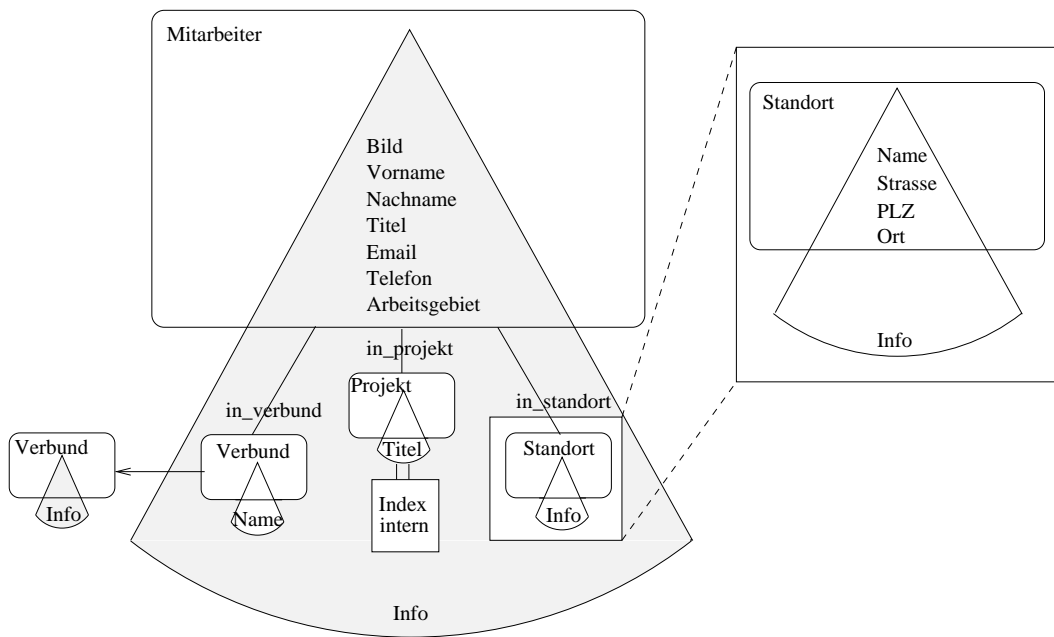 Mitarbeiter
Bild
Vorname
Nachname
Titel
Email
Telefon
Arbeitsgebiet
in_verbund
in_projekt
in_standort
Verbund
Info
Verbund
Name
Projekt
Titel
Index
intern
Standort
Info
Info
Standort
Name
Strasse
PLZ
Ort
Info